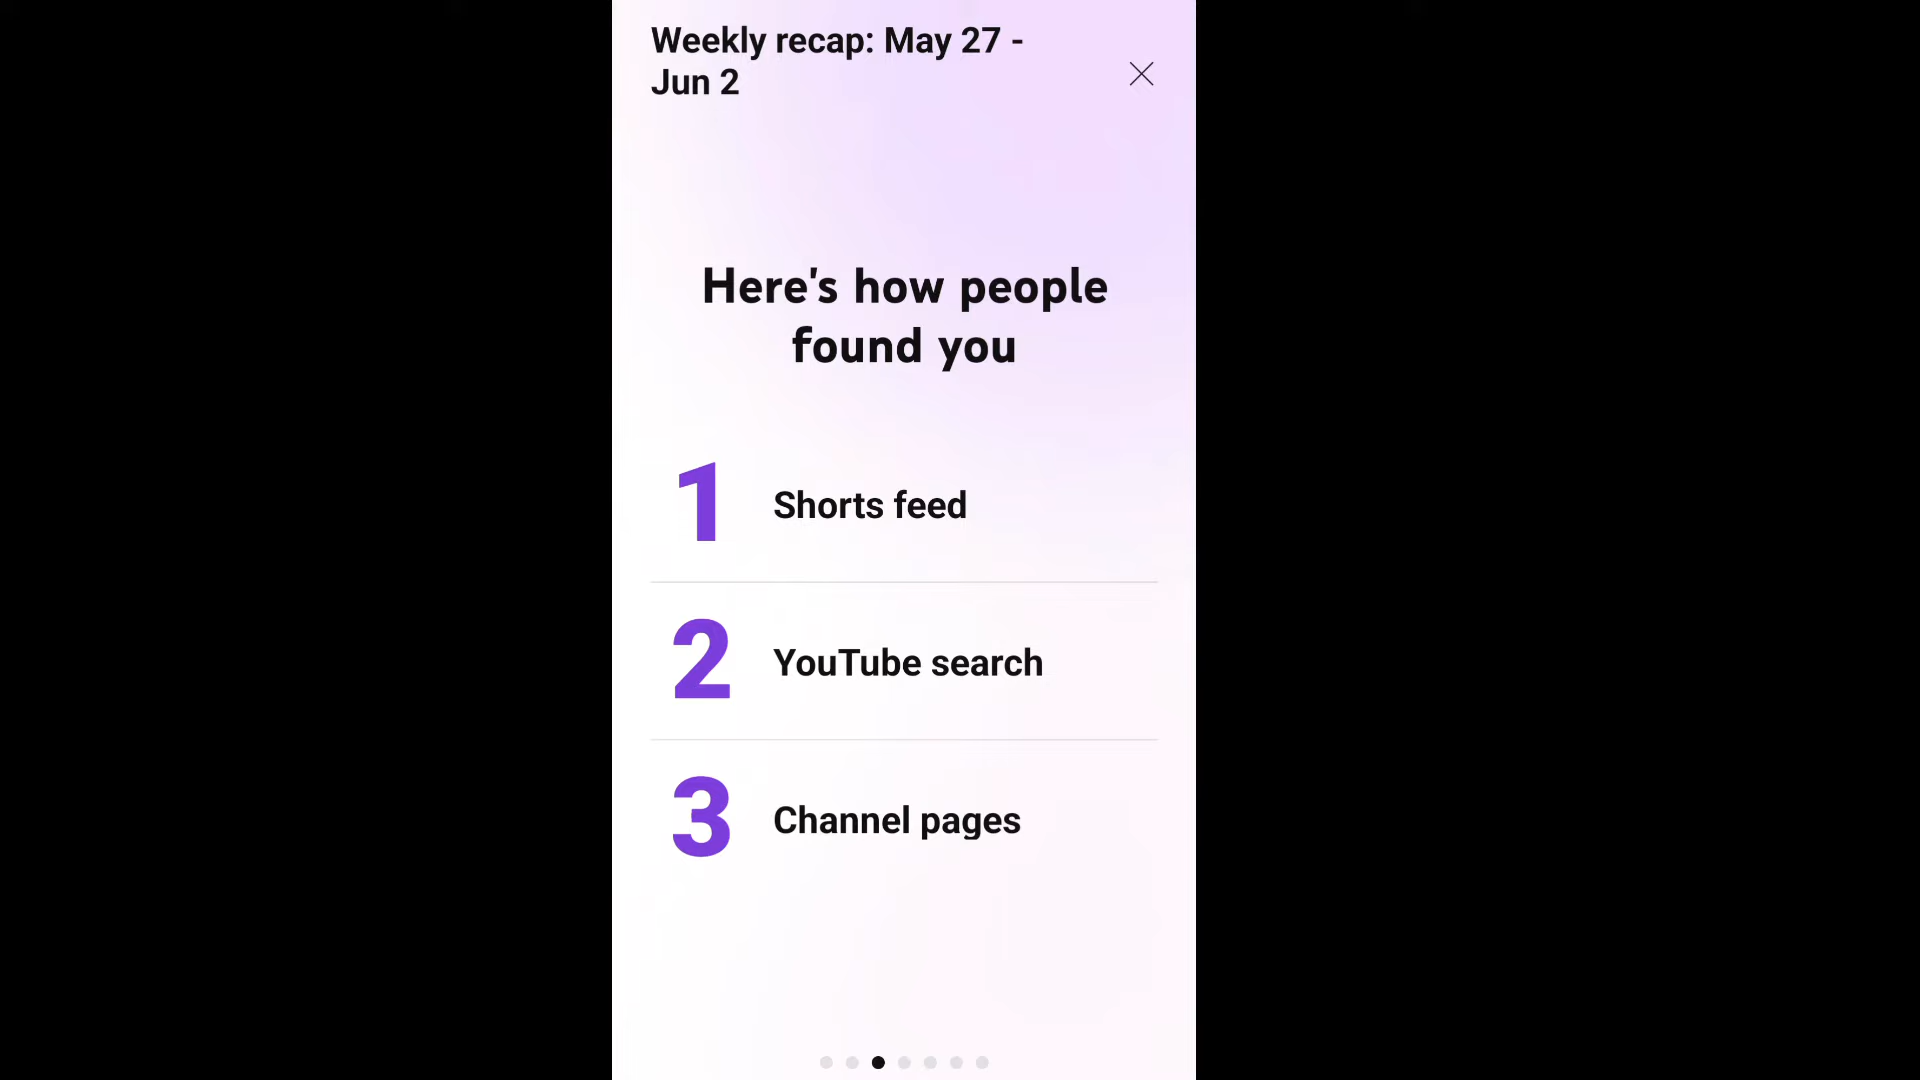 Weekly recap: May 27 -
Jun 2
Here's how people
found you
1 Shorts feed
2 YouTube search
3 Channel pages